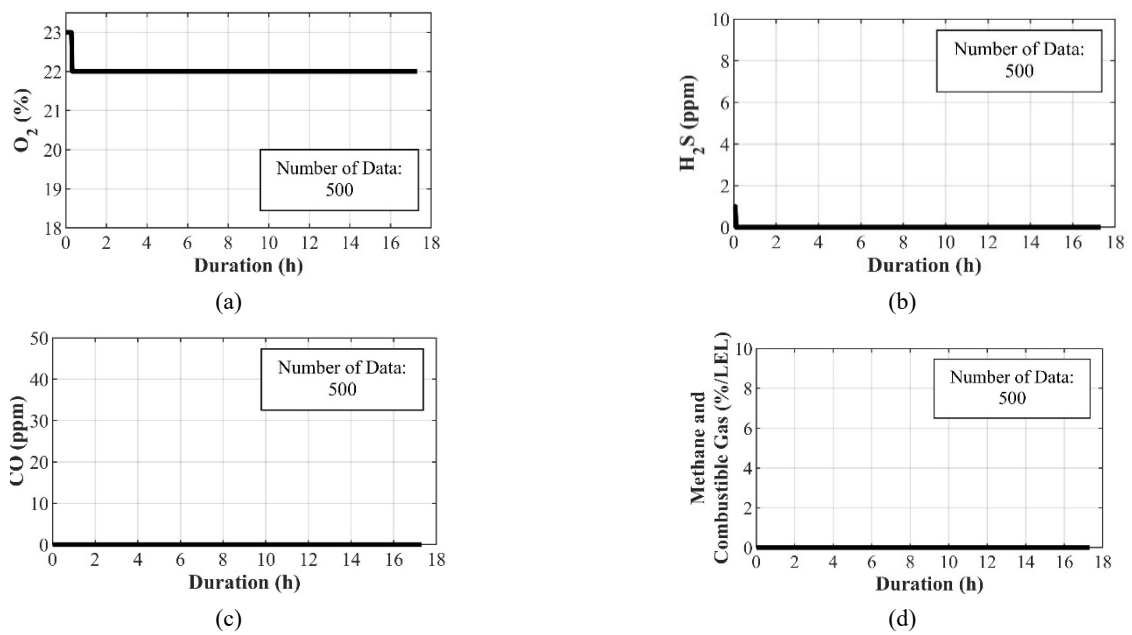 23
22
21
20
19
18
O₂ (%)
Number of Data:
500
0 2 4 6 8 10 12 14 16 18
Duration (h)
(a)
10
8
6
4
2
0
H₂S (ppm)
Number of Data:
500
0 2 4 6 8 10 12 14 16 18
Duration (h)
(b)
50
40
30
20
10
0
CO (ppm)
Number of Data:
500
0 2 4 6 8 10 12 14 16 18
Duration (h)
(c)
10
8
6
4
2
0
Methane and
Combustible Gas (%/LEL)
Number of Data:
500
0 2 4 6 8 10 12 14 16 18
Duration (h)
(d)